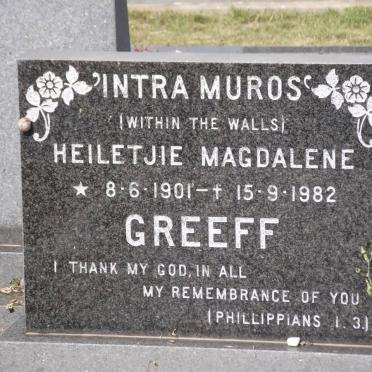 'INTRA MUROS'
(WITHIN THE WALLS)
HEILETJIE MAGDALENE
★ 8·6·1901 – † 15·9·1982
GREEFF
I THANK MY GOD, IN ALL
MY REMEMBRANCE OF YOU
(PHILLIPPIANS 1. 3.)